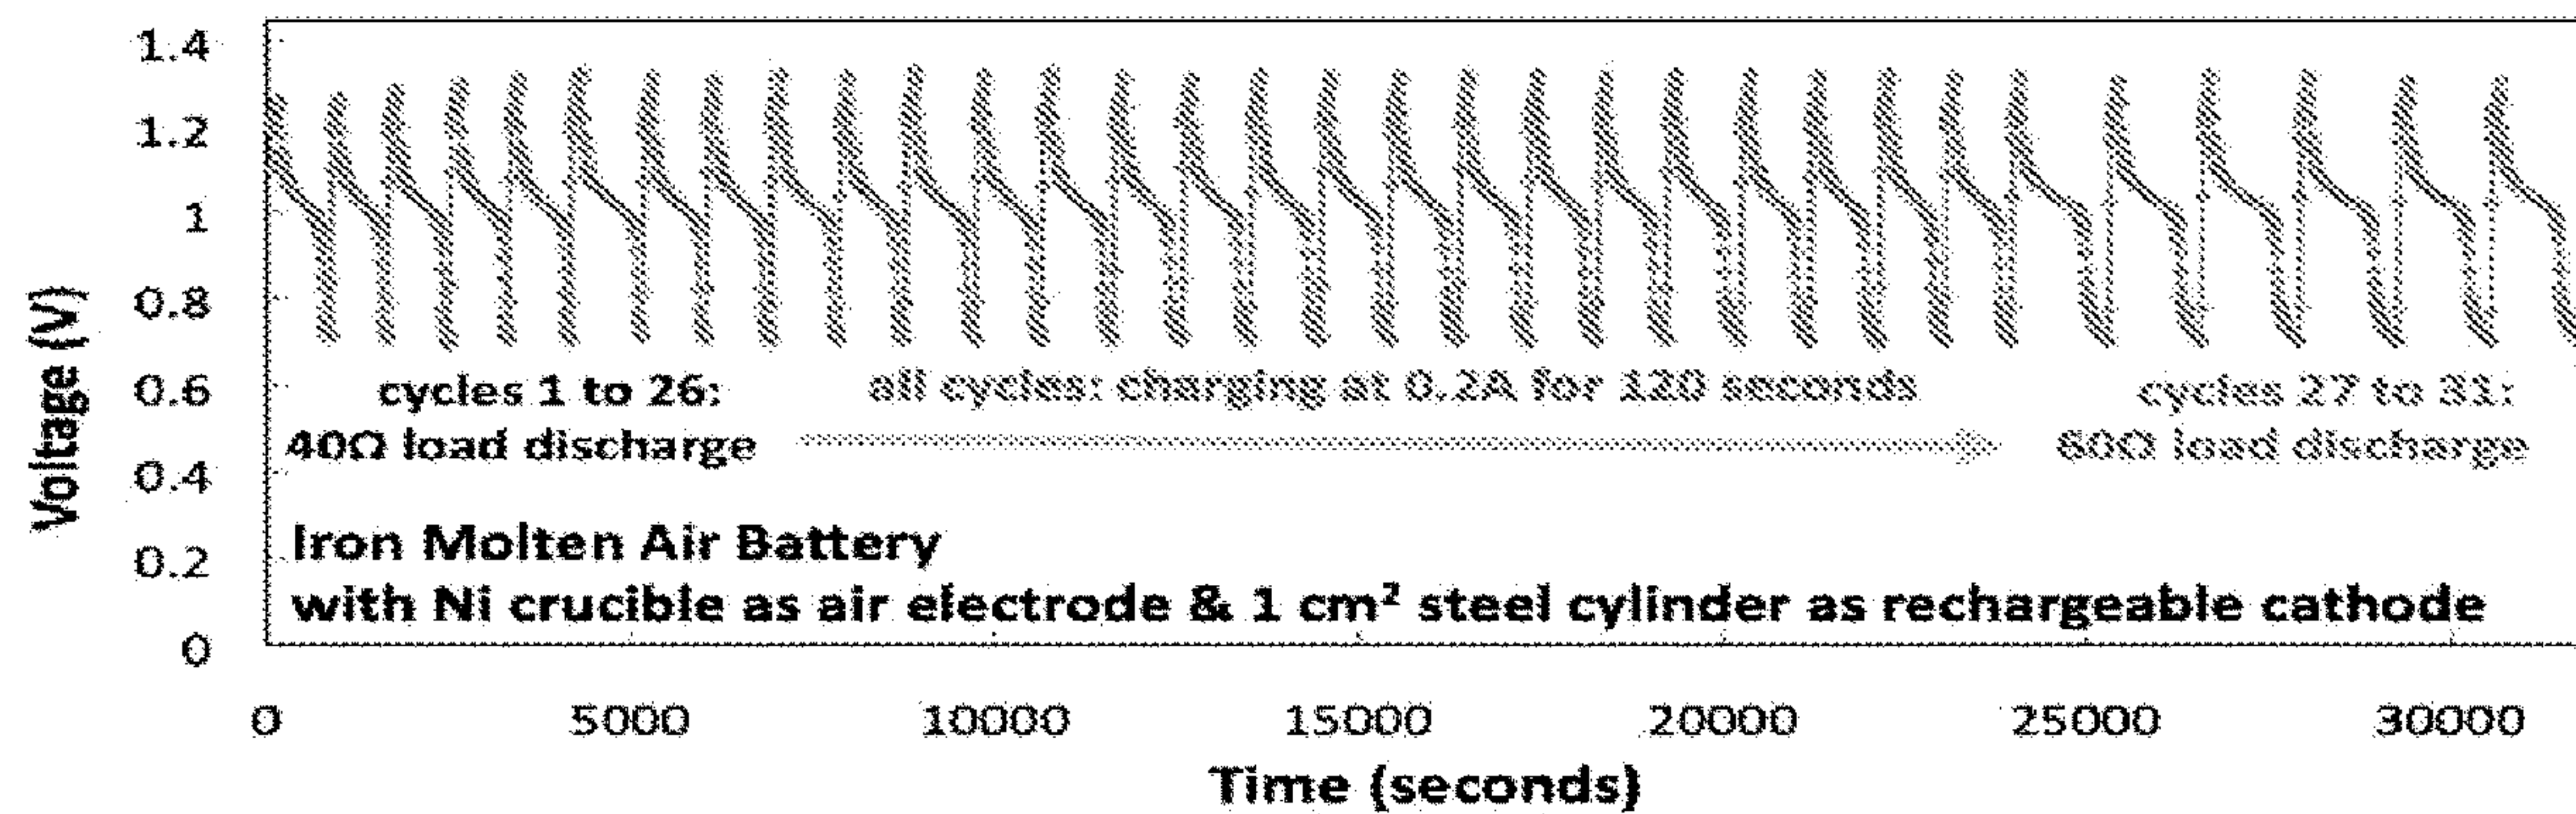 1.4
1.2
1
0.8
0.6
0.4
0.2
0
Voltage (V)
cycles 1 to 26:
40Ω load discharge
all cycles: charging at 0.2A for 120 seconds
cycles 27 to 31:
60Ω load discharge
Iron Molten Air Battery
with Ni crucible as air electrode & 1 cm² steel cylinder as rechargeable cathode
0 5000 10000 15000 20000 25000 30000
Time (seconds)